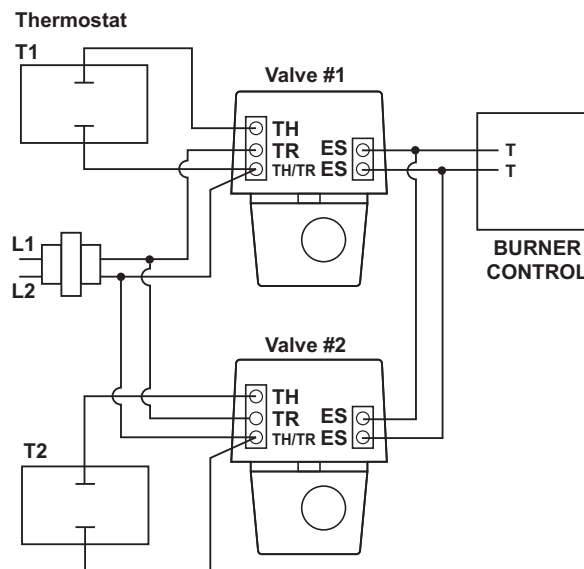 Thermostat
T1
Valve #1
TH
TR
TH/TR
ES
ES
T
T
BURNER
CONTROL
L1
L2
Valve #2
TH
TR
TH/TR
ES
ES
T2